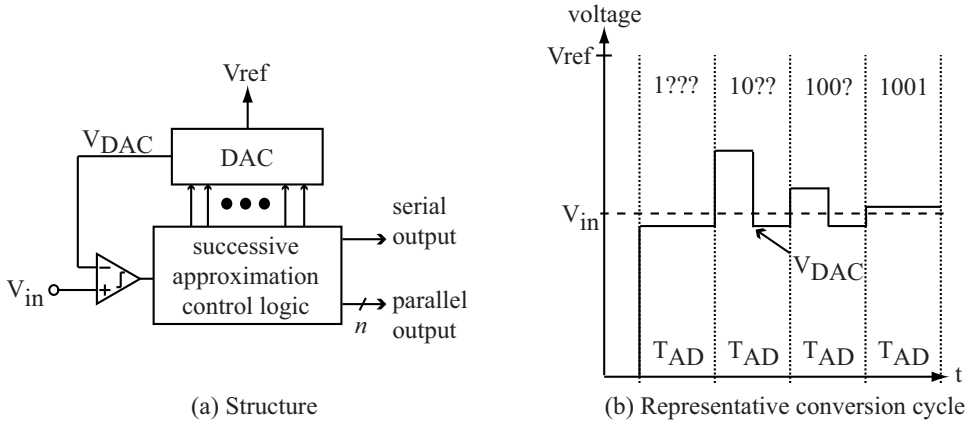 Vref
VDAC
DAC
successive
approximation
control logic
Vin
serial
output
n
parallel
output
(a) Structure
voltage
Vref
1??? 10?? 100? 1001
Vin
VDAC
TAD TAD TAD TAD
t
(b) Representative conversion cycle